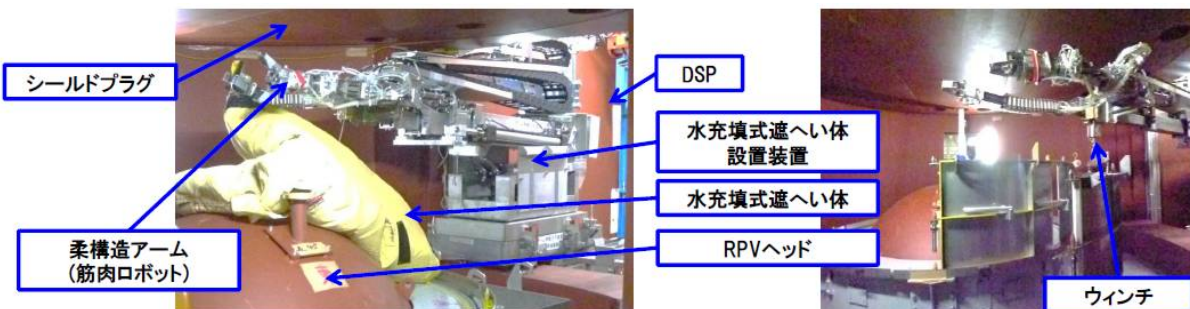 シールドプラグ
柔構造アーム
(筋肉ロボット)
DSP
水充填式遮へい体
設置装置
水充填式遮へい体
RPVヘッド
ウィンチ